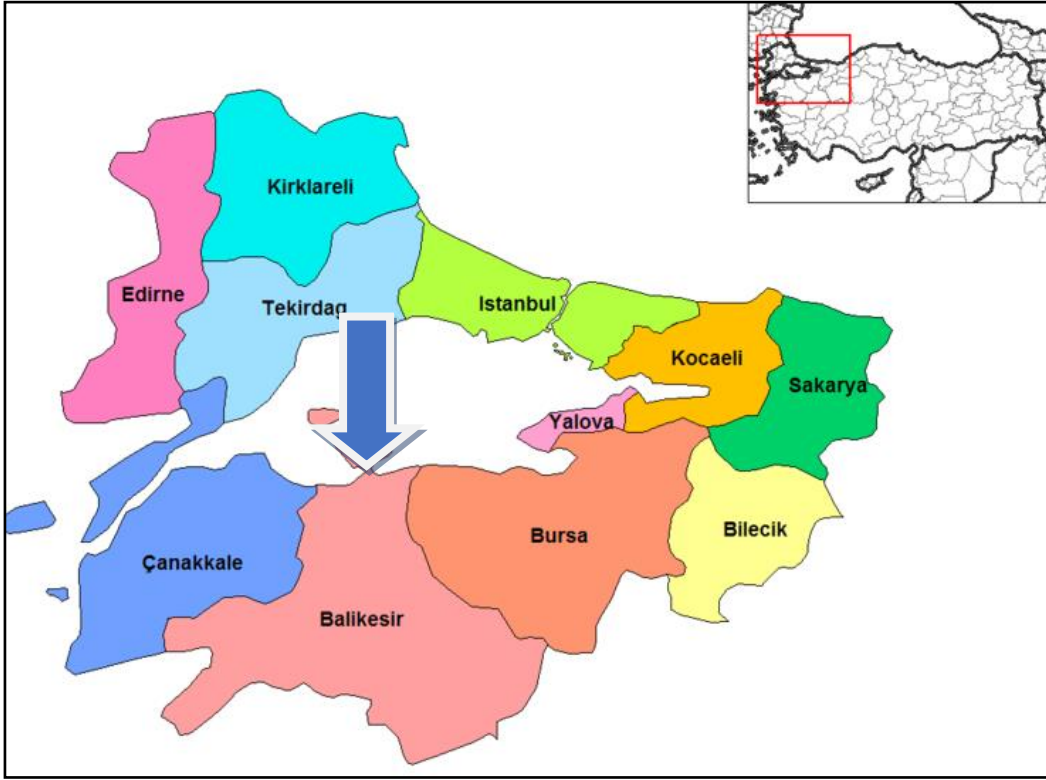 Kirklareli
Edirne
Tekirdag
Istanbul
Kocaeli
Sakarya
Yalova
Bursa
Bilecik
Çanakkale
Balikesir